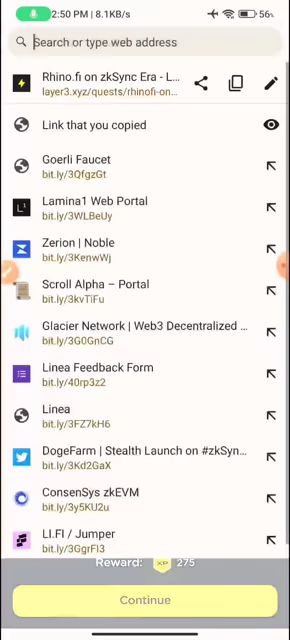 2:50 PM | 8.1KB/s
56%
Search or type web address
Rhino.fi on zkSync Era - L...
layer3.xyz/quests/rhinofi-on...
Link that you copied
Goerli Faucet
bit.ly/3QfgzGt
Lamina1 Web Portal
bit.ly/3WLBeUy
Zerion | Noble
bit.ly/3KenwWj
Scroll Alpha – Portal
bit.ly/3kvTiFu
Glacier Network | Web3 Decentralized ...
bit.ly/3G0GnCG
Linea Feedback Form
bit.ly/40rp3z2
Linea
bit.ly/3FZ7kH6
DogeFarm | Stealth Launch on #zkSyn...
bit.ly/3Kd2GaX
ConsenSys zkEVM
bit.ly/3y5KU2u
LI.FI / Jumper
bit.ly/3GgrFI3
Reward: XP 275
Continue